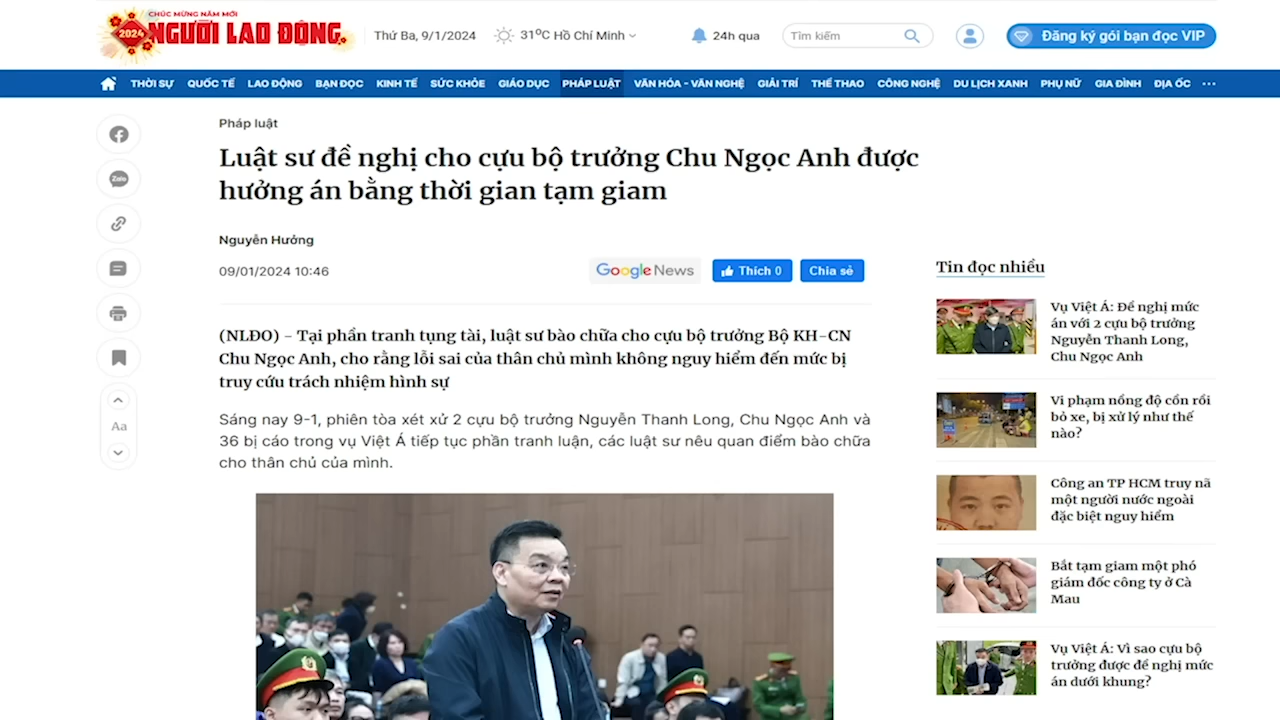 CHÚC MỪNG NĂM MỚI
2024
NGƯỜI LAO ĐỘNG
Thứ Ba, 9/1/2024
31ºC Hồ Chí Minh
24h qua
Tìm kiếm
Đăng ký gói bạn đọc VIP
THỜI SỰ QUỐC TẾ LAO ĐỘNG BẠN ĐỌC KINH TẾ SỨC KHỎE GIÁO DỤC PHÁP LUẬT VĂN HÓA - VĂN NGHỆ GIẢI TRÍ THỂ THAO CÔNG NGHỆ DU LỊCH XANH PHỤ NỮ GIA ĐÌNH ĐỊA ỐC ...
Pháp luật
Luật sư đề nghị cho cựu bộ trưởng Chu Ngọc Anh được
hưởng án bằng thời gian tạm giam
Nguyễn Hưởng
09/01/2024 10:46
Google News
Thích 0
Chia sẻ
Zalo
Aa
(NLĐO) – Tại phần tranh tụng tài, luật sư bào chữa cho cựu bộ trưởng Bộ KH-CN
Chu Ngọc Anh, cho rằng lỗi sai của thân chủ mình không nguy hiểm đến mức bị
truy cứu trách nhiệm hình sự
Sáng nay 9-1, phiên tòa xét xử 2 cựu bộ trưởng Nguyễn Thanh Long, Chu Ngọc Anh và
36 bị cáo trong vụ Việt Á tiếp tục phần tranh luận, các luật sư nêu quan điểm bào chữa
cho thân chủ của mình.
Tin đọc nhiều
Vụ Việt Á: Đề nghị mức
án với 2 cựu bộ trưởng
Nguyễn Thanh Long,
Chu Ngọc Anh
Vi phạm nồng độ cồn rồi
bỏ xe, bị xử lý như thế
nào?
Công an TP HCM truy nã
một người nước ngoài
đặc biệt nguy hiểm
Bắt tạm giam một phó
giám đốc công ty ở Cà
Mau
Vụ Việt Á: Vì sao cựu bộ
trưởng được đề nghị mức
án dưới khung?